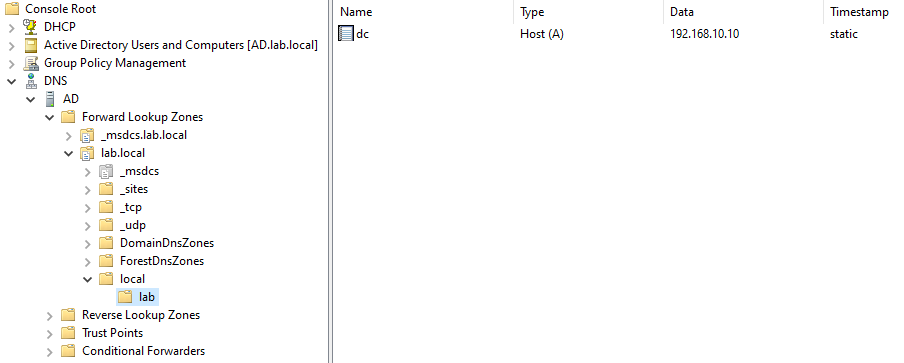 Console Root
DHCP
Active Directory Users and Computers [AD.lab.local]
Group Policy Management
DNS
AD
Forward Lookup Zones
_msdcs.lab.local
lab.local
_msdcs
_sites
_tcp
_udp
DomainDnsZones
ForestDnsZones
local
lab
Reverse Lookup Zones
Trust Points
Conditional Forwarders
Name Type Data Timestamp
dc Host (A) 192.168.10.10 static